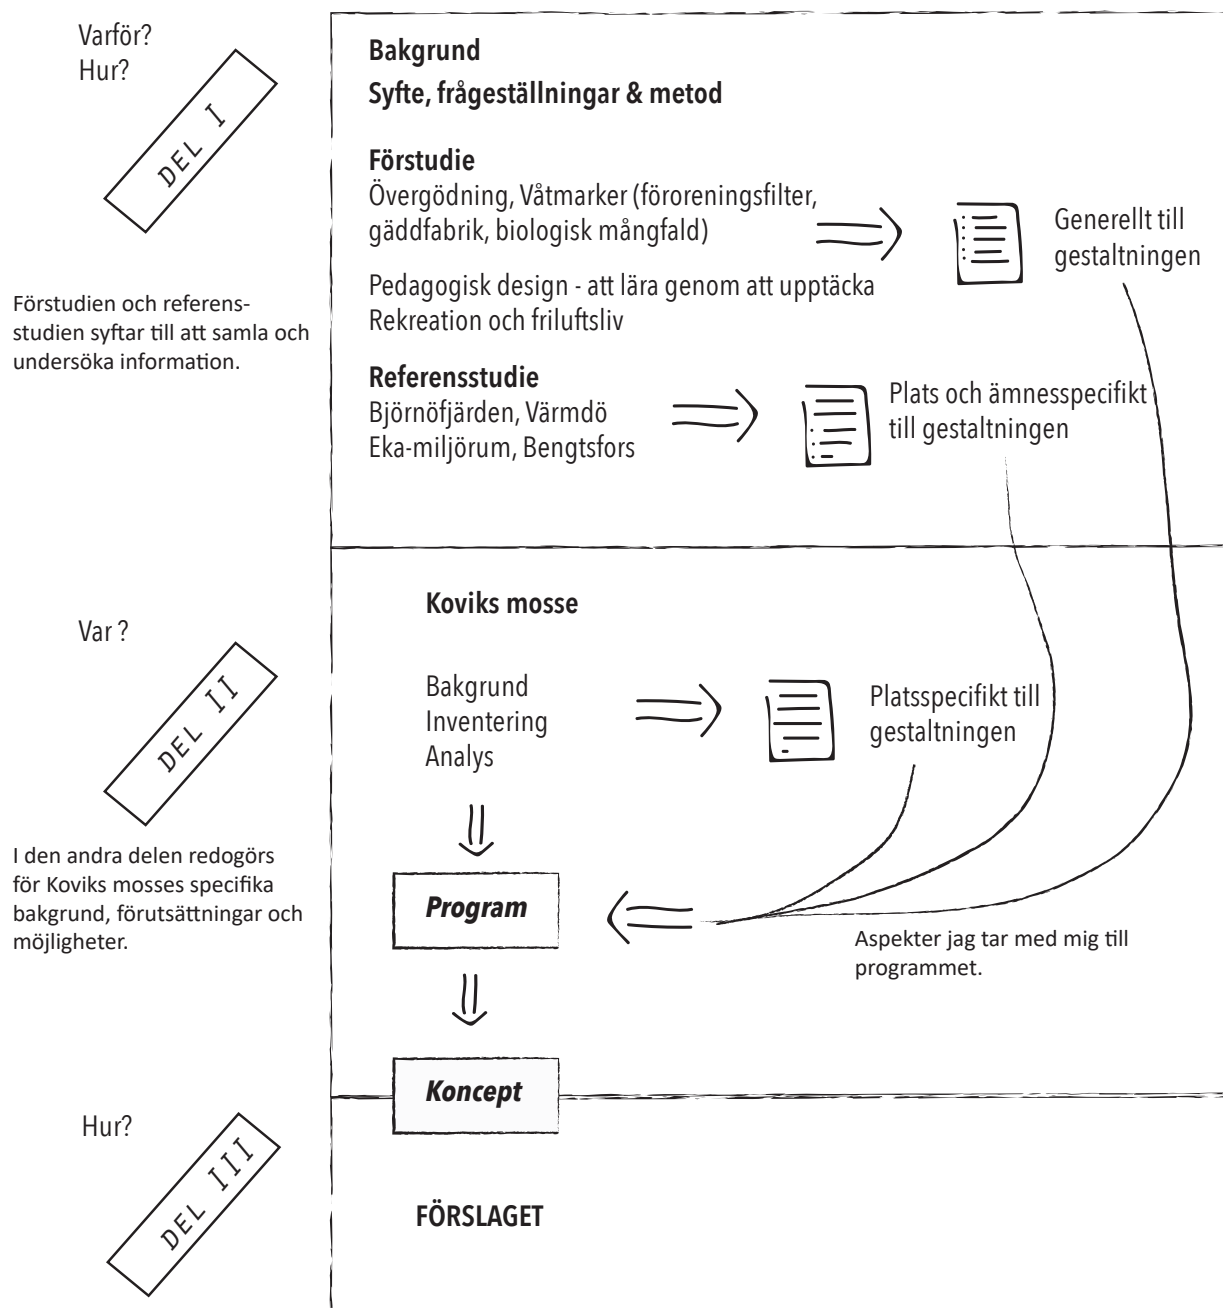 Varför?
Hur?
DEL I
Förstudien och referens-
studien syftar till att samla och
undersöka information.
Bakgrund
Syfte, frågeställningar & metod
Förstudie
Övergödning, Våtmarker (föroreningsfilter,
gäddfabrik, biologisk mångfald)
Pedagogisk design - att lära genom att upptäcka
Rekreation och friluftsliv
Generellt till
gestaltningen
Referensstudie
Björnöfjärden, Värmdö
Eka-miljörum, Bengtsfors
Plats och ämnesspecifikt
till gestaltningen
Var ?
DEL II
I den andra delen redogörs
för Koviks mosses specifika
bakgrund, förutsättningar och
möjligheter.
Koviks mosse
Bakgrund
Inventering
Analys
Platsspecifikt till
gestaltningen
Program
Aspekter jag tar med mig till
programmet.
Koncept
Hur?
DEL III
FÖRSLAGET